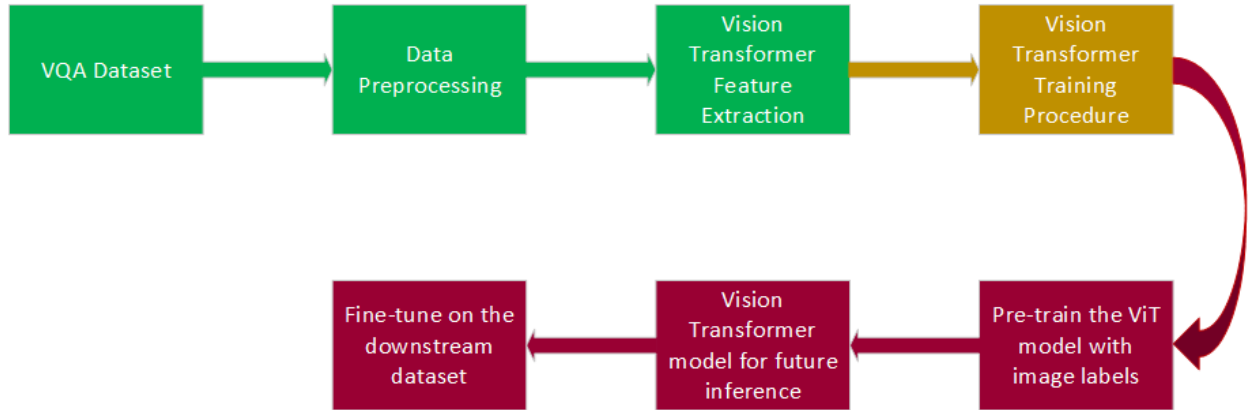 VQA Dataset
Data
Preprocessing
Vision
Transformer
Feature
Extraction
Vision
Transformer
Training
Procedure
Pre-train the ViT
model with
image labels
Vision
Transformer
model for future
inference
Fine-tune on the
downstream
dataset